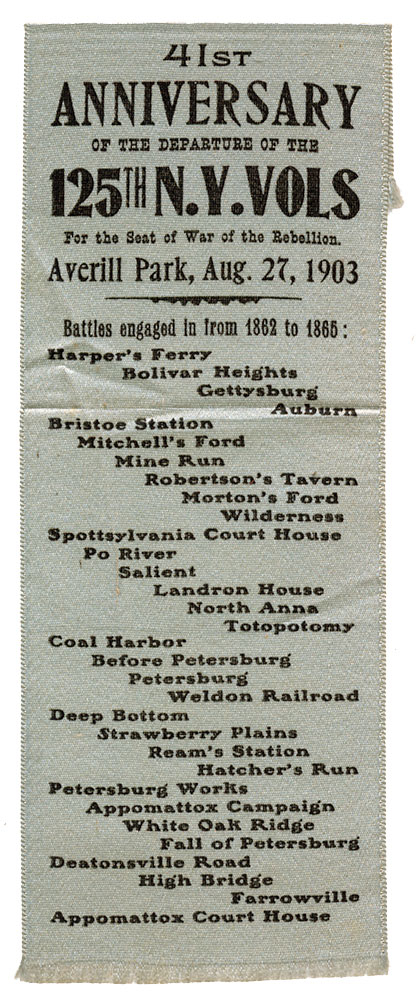 41ST
ANNIVERSARY
OF THE DEPARTURE OF THE
125TH N.Y. VOLS
For the Seat of War of the Rebellion.
Averill Park, Aug. 27, 1903
Battles engaged in from 1862 to 1865:
Harper's Ferry
Bolivar Heights
Gettysburg
Auburn
Bristoe Station
Mitchell's Ford
Mine Run
Robertson's Tavern
Morton's Ford
Wilderness
Spottsylvania Court House
Po River
Salient
Landron House
North Anna
Totopotomy
Coal Harbor
Before Petersburg
Petersburg
Weldon Railroad
Deep Bottom
Strawberry Plains
Ream's Station
Hatcher's Run
Petersburg Works
Appomattox Campaign
White Oak Ridge
Fall of Petersburg
Deatonsville Road
High Bridge
Farrowville
Appomattox Court House